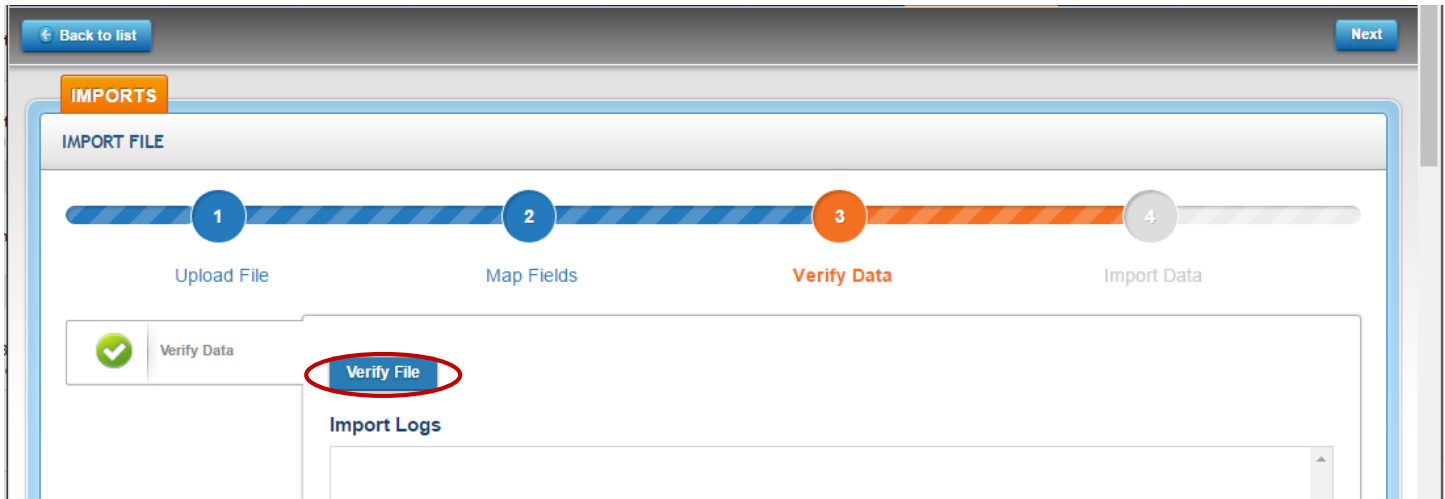 Back to list
Next
IMPORTS
IMPORT FILE
1
2
3
4
Upload File
Map Fields
Verify Data
Import Data
Verify Data
Verify File
Import Logs